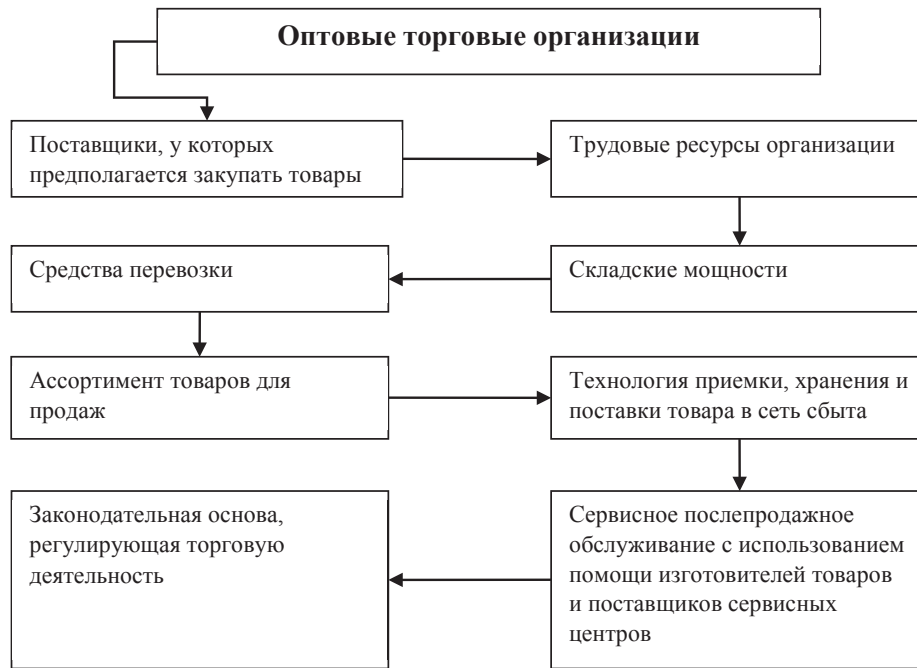 Оптовые торговые организации
Поставщики, у которых
предполагается закупать товары
Трудовые ресурсы организации
Средства перевозки
Складские мощности
Ассортимент товаров для
продаж
Технология приемки, хранения и
поставки товара в сеть сбыта
Законодательная основа,
регулирующая торговую
деятельность
Сервисное послепродажное
обслуживание с использованием
помощи изготовителей товаров
и поставщиков сервисных
центров